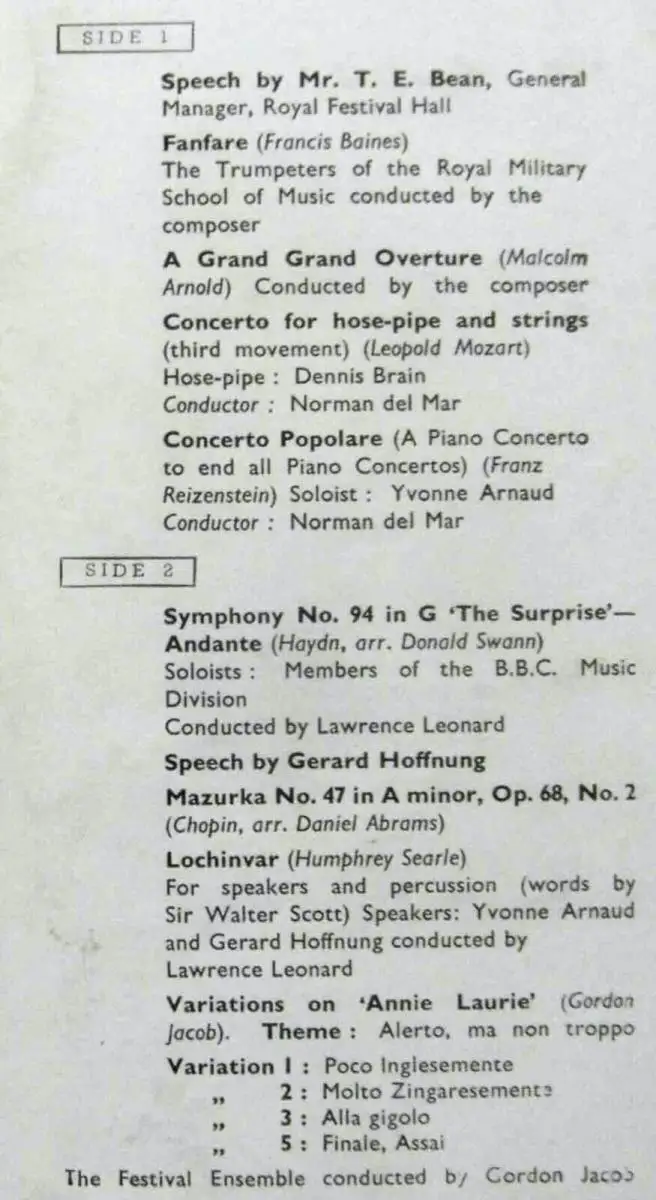 SIDE 1
Speech by Mr. T. E. Bean, General
Manager, Royal Festival Hall
Fanfare (Francis Baines)
The Trumpeters of the Royal Military
School of Music conducted by the
composer
A Grand Grand Overture (Malcolm
Arnold) Conducted by the composer
Concerto for hose-pipe and strings
(third movement) (Leopold Mozart)
Hose-pipe : Dennis Brain
Conductor : Norman del Mar
Concerto Popolare (A Piano Concerto
to end all Piano Concertos) (Franz
Reizenstein) Soloist : Yvonne Arnaud
Conductor : Norman del Mar
SIDE 2
Symphony No. 94 in G ‘The Surprise’—
Andante (Haydn, arr. Donald Swann)
Soloists : Members of the B.B.C. Music
Division
Conducted by Lawrence Leonard
Speech by Gerard Hoffnung
Mazurka No. 47 in A minor, Op. 68, No. 2
(Chopin, arr. Daniel Abrams)
Lochinvar (Humphrey Searle)
For speakers and percussion (words by
Sir Walter Scott) Speakers: Yvonne Arnaud
and Gerard Hoffnung conducted by
Lawrence Leonard
Variations on ‘Annie Laurie’ (Gordon
Jacob). Theme : Alerto, ma non troppo
Variation 1 : Poco Inglesemente
„ 2 : Molto Zingaresemente
„ 3 : Alla gigolo
„ 5 : Finale, Assai
The Festival Ensemble conducted by Gordon Jacob